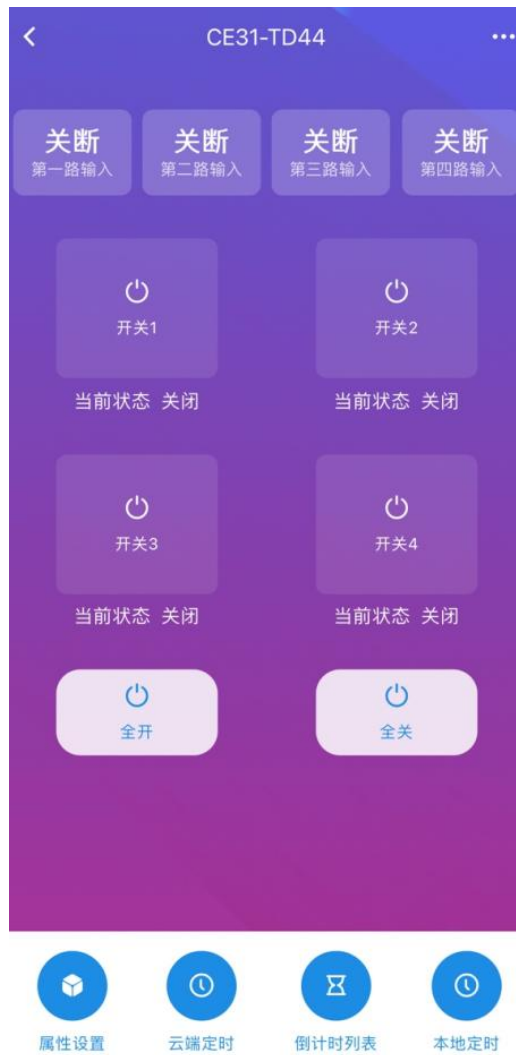 CE31-TD44
关断 关断 关断 关断
第一路输入 第二路输入 第三路输入 第四路输入
开关1 开关2
当前状态 关闭 当前状态 关闭
开关3 开关4
当前状态 关闭 当前状态 关闭
全开 全关
属性设置 云端定时 倒计时列表 本地定时